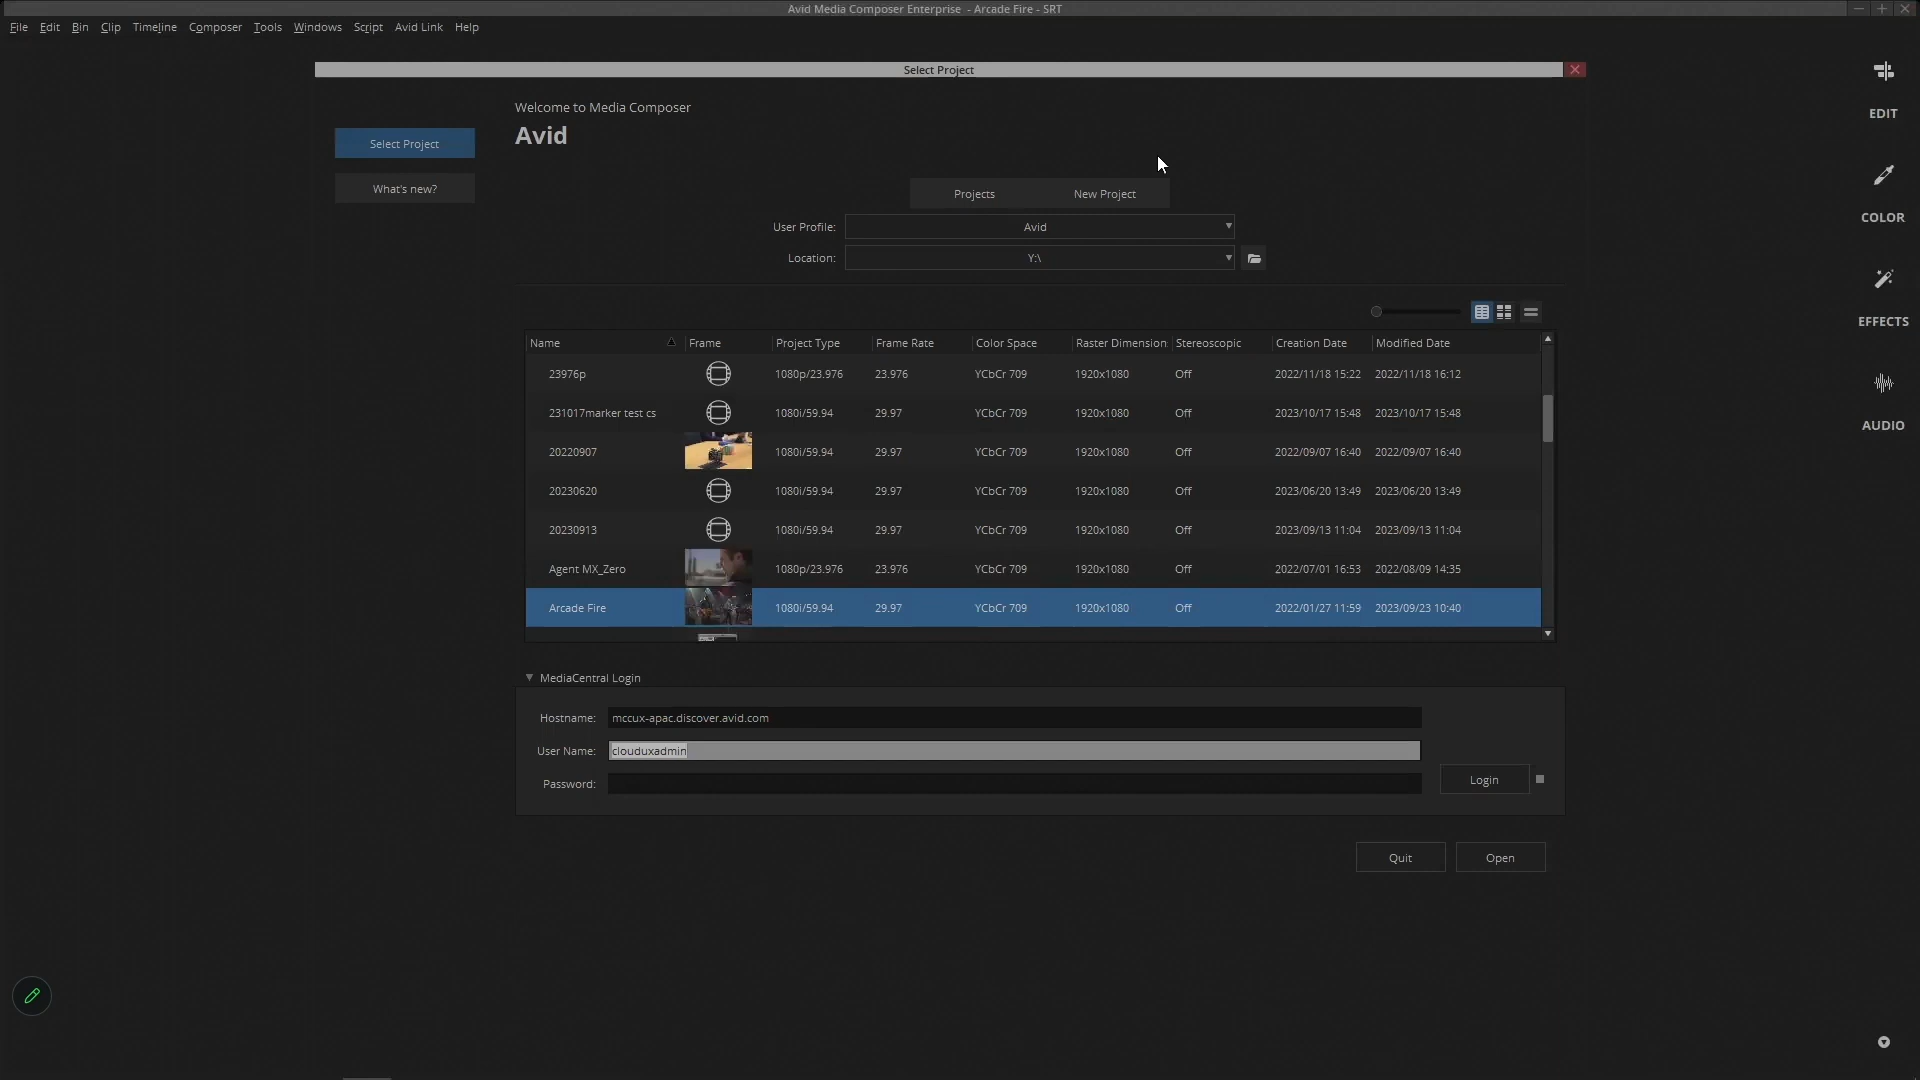 Avid Media Composer Enterprise - Arcade Fire - SRT
File Edit Bin Clip Timeline Composer Tools Windows Script Avid Link Help
Select Project
Welcome to Media Composer
Avid
Select Project
What's new?
Projects New Project
User Profile: Avid
Location: Y:\
EDIT
COLOR
EFFECTS
AUDIO
Name Frame Project Type Frame Rate Color Space Raster Dimension Stereoscopic Creation Date Modified Date
23976p 1080p/23.976 23.976 YCbCr 709 1920x1080 Off 2022/11/18 15:22 2022/11/18 16:12
231017marker test cs 1080i/59.94 29.97 YCbCr 709 1920x1080 Off 2023/10/17 15:48 2023/10/17 15:48
20220907 1080i/59.94 29.97 YCbCr 709 1920x1080 Off 2022/09/07 16:40 2022/09/07 16:40
20230620 1080i/59.94 29.97 YCbCr 709 1920x1080 Off 2023/06/20 13:49 2023/06/20 13:49
20230913 1080i/59.94 29.97 YCbCr 709 1920x1080 Off 2023/09/13 11:04 2023/09/13 11:04
Agent MX_Zero 1080p/23.976 23.976 YCbCr 709 1920x1080 Off 2022/07/01 16:53 2022/08/09 14:35
Arcade Fire 1080i/59.94 29.97 YCbCr 709 1920x1080 Off 2022/01/27 11:59 2023/09/23 10:40
MediaCentral Login
Hostname: mccux-apac.discover.avid.com
User Name: clouduxadmin
Password:
Login
Quit Open